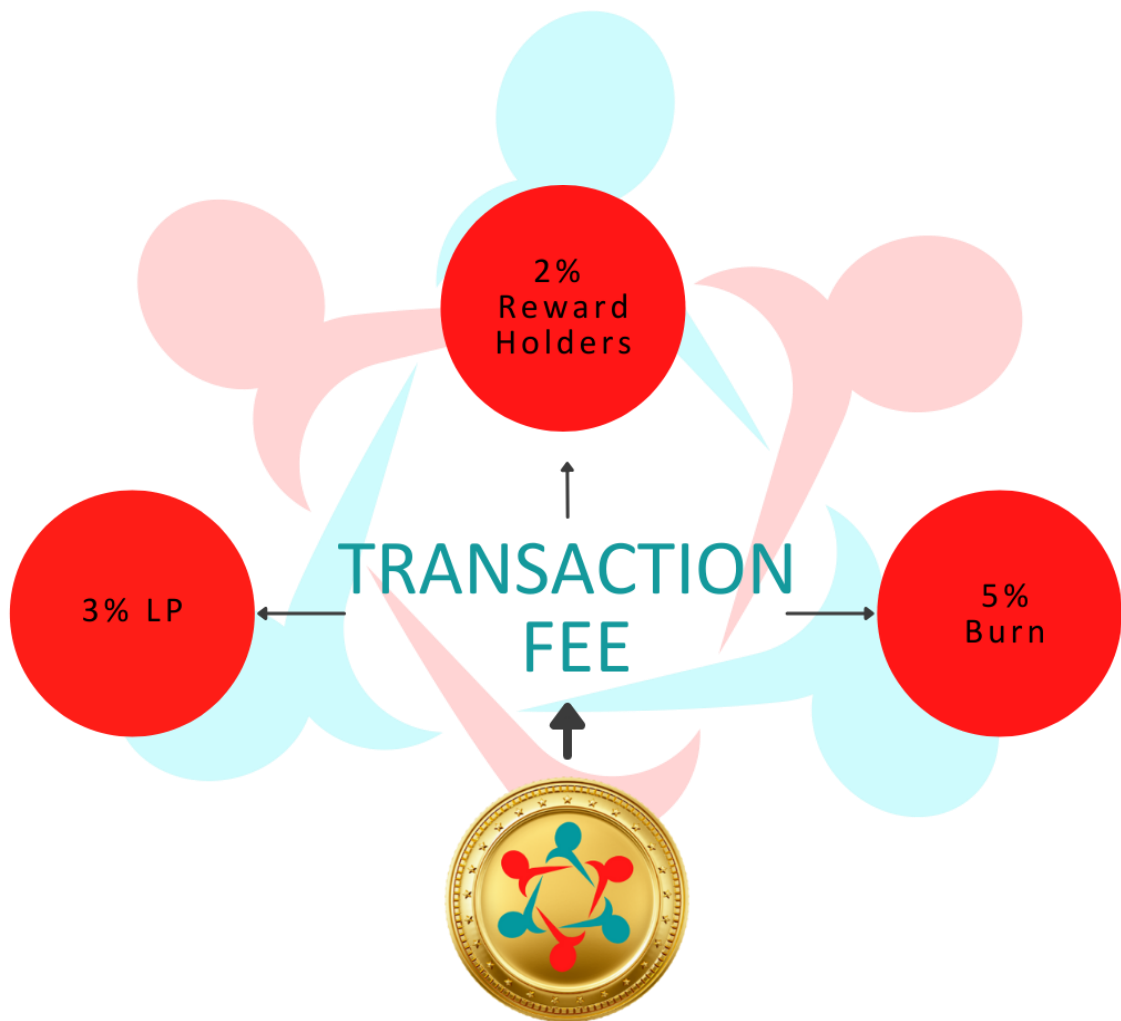 2%
Reward
Holders
TRANSACTION
FEE
3% LP
5%
Burn